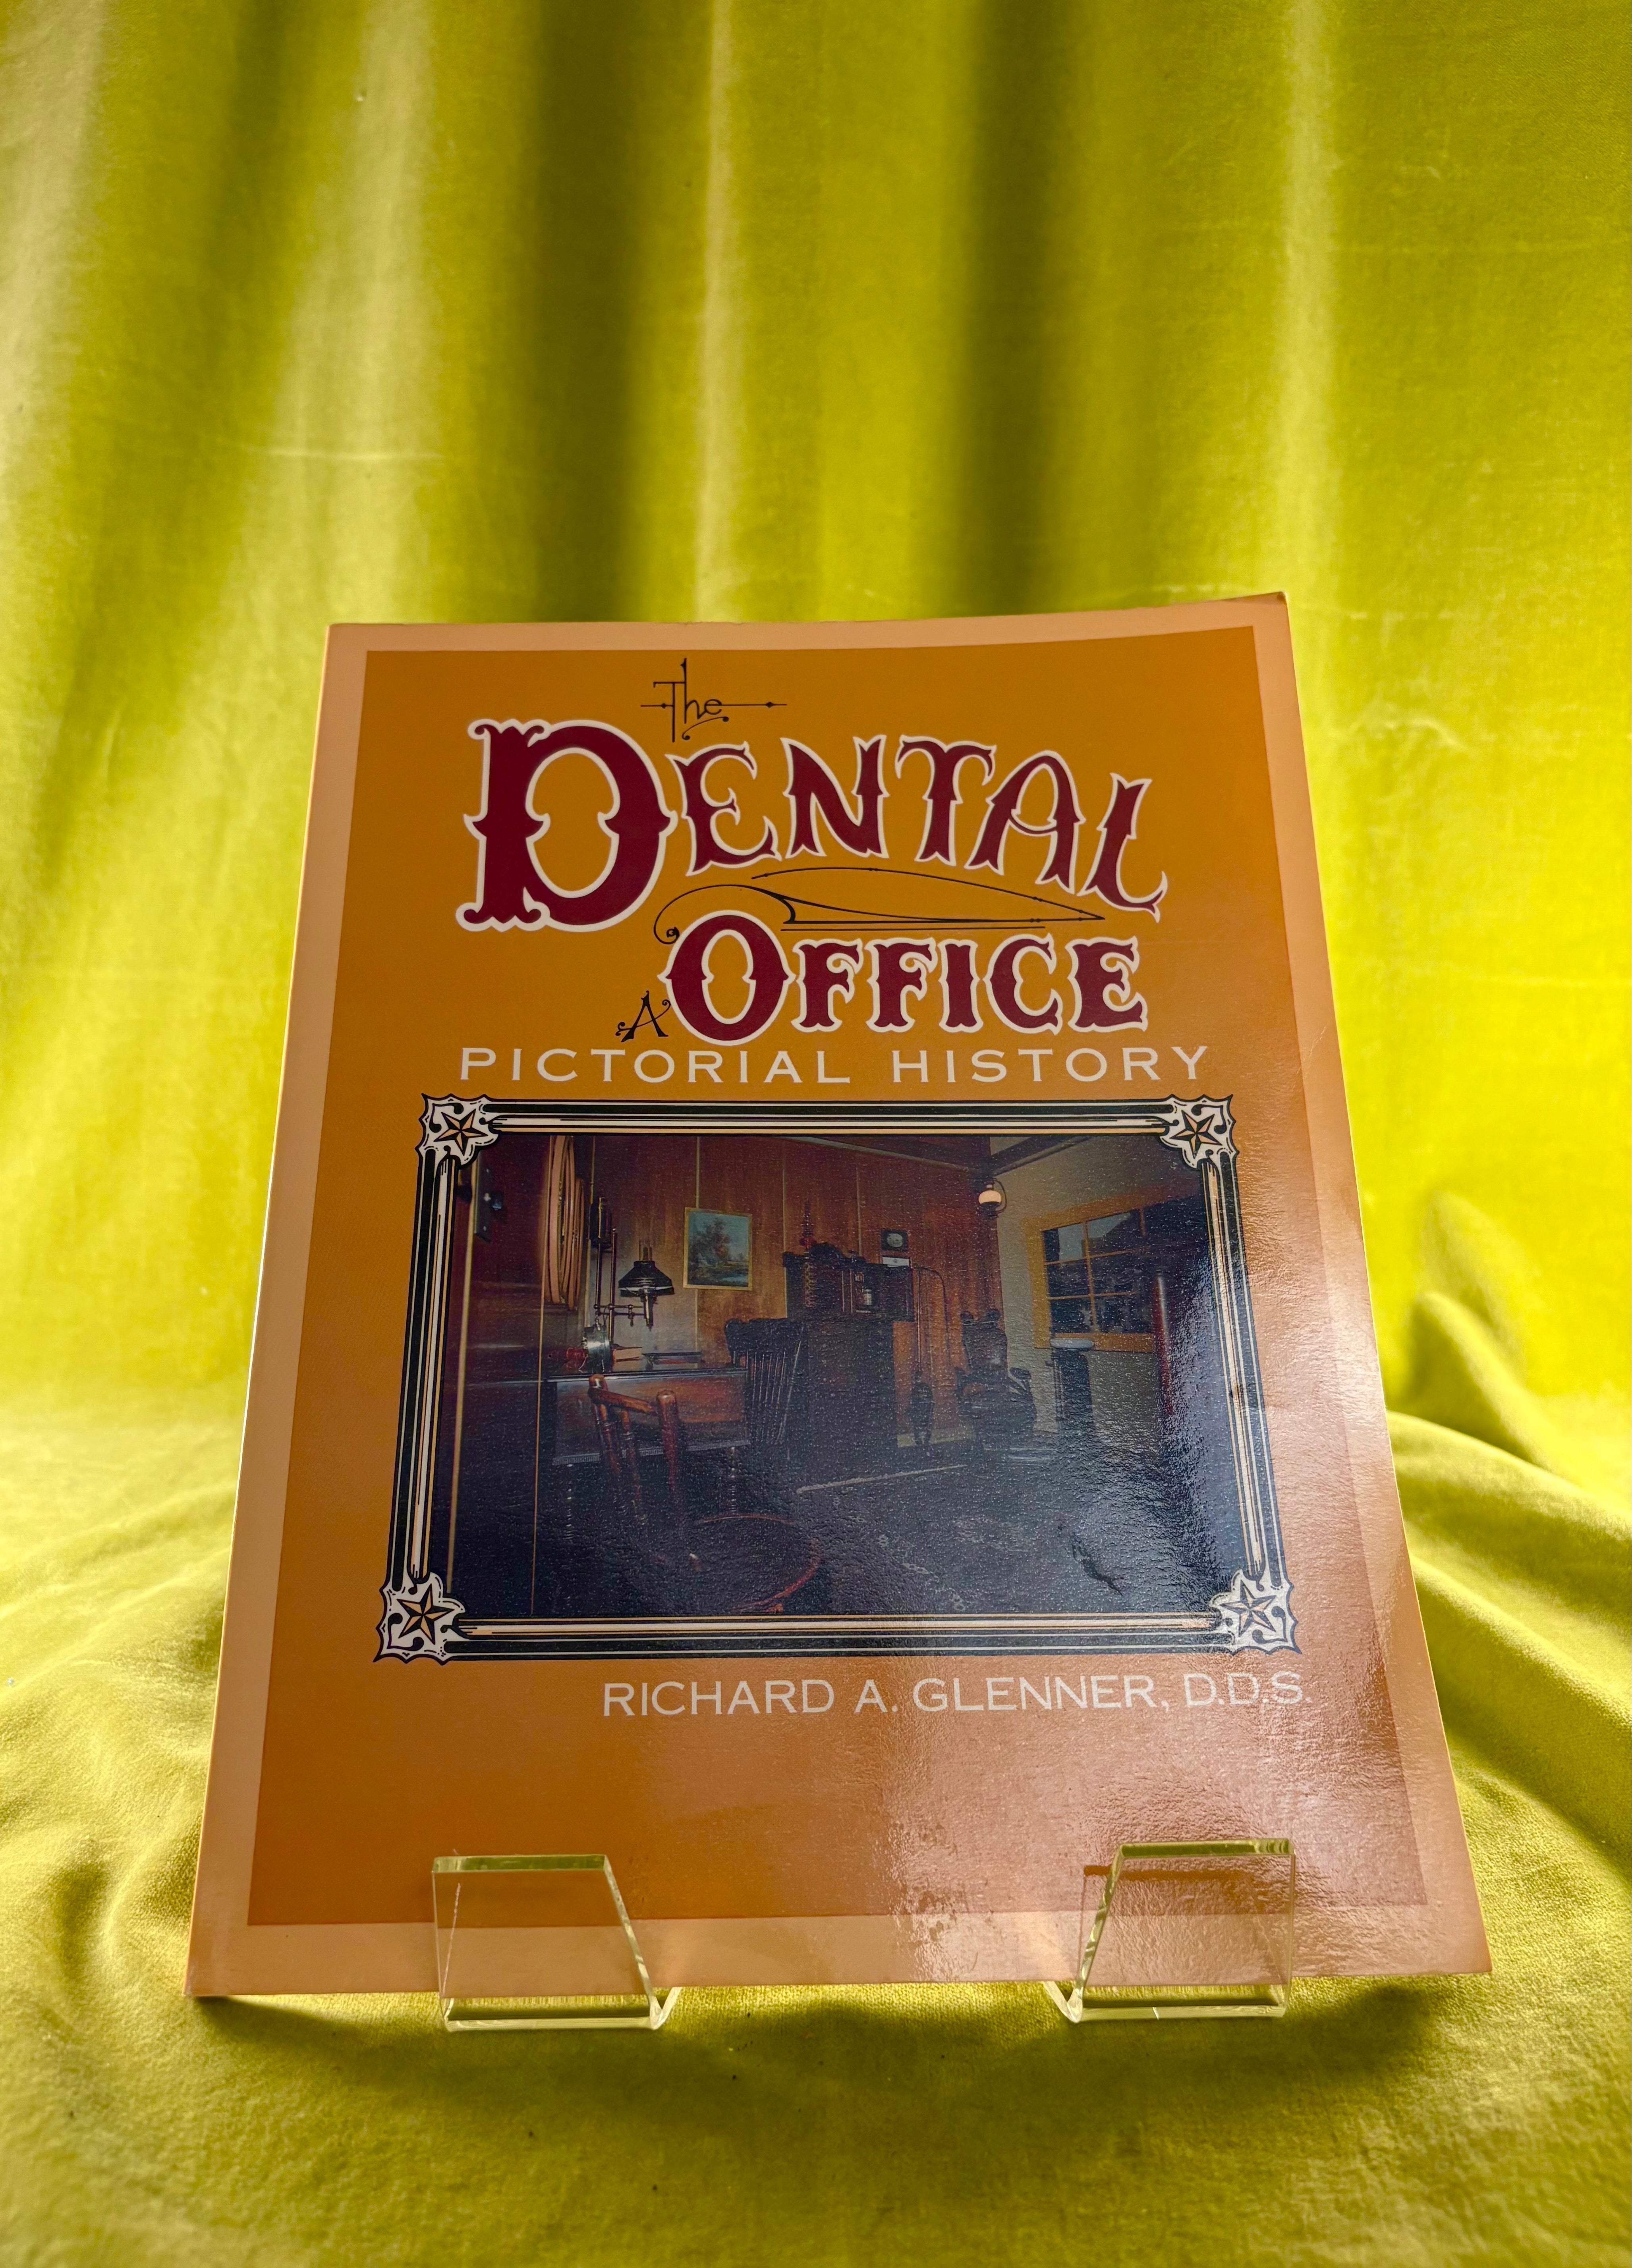 The
DENTAL
OFFICE
A
PICTORIAL HISTORY
RICHARD A. GLENNER, D.D.S.